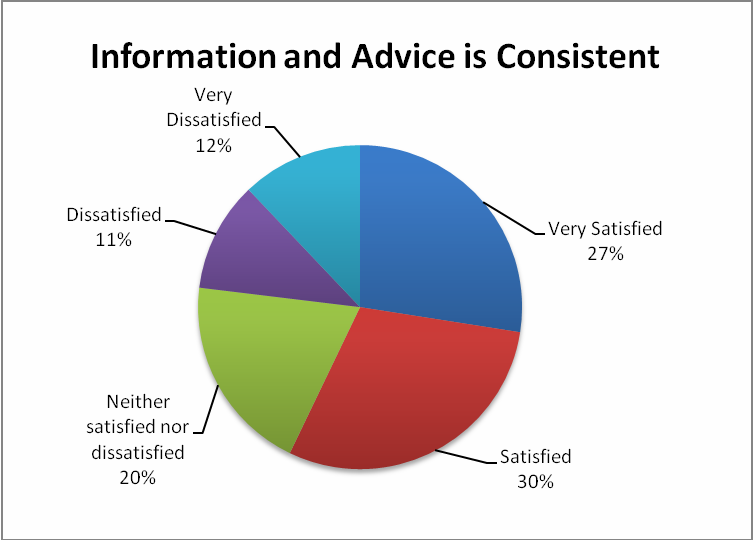 Information and Advice is Consistent
Very
Dissatisfied
12%
Dissatisfied
11%
Very Satisfied
27%
Neither
satisfied nor
dissatisfied
20%
Satisfied
30%